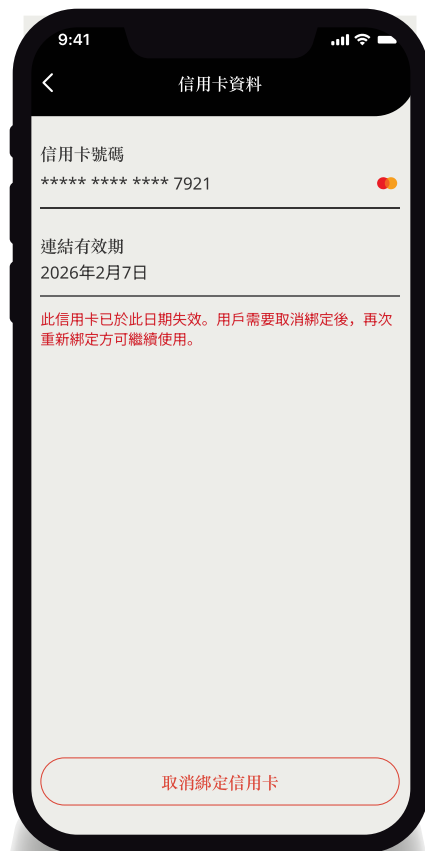 9:41
信用卡資料
信用卡號碼
***** **** **** 7921
連結有效期
2026年2月7日
此信用卡已於此日期失效。用戶需要取消綁定後，再次
重新綁定方可繼續使用。
取消綁定信用卡